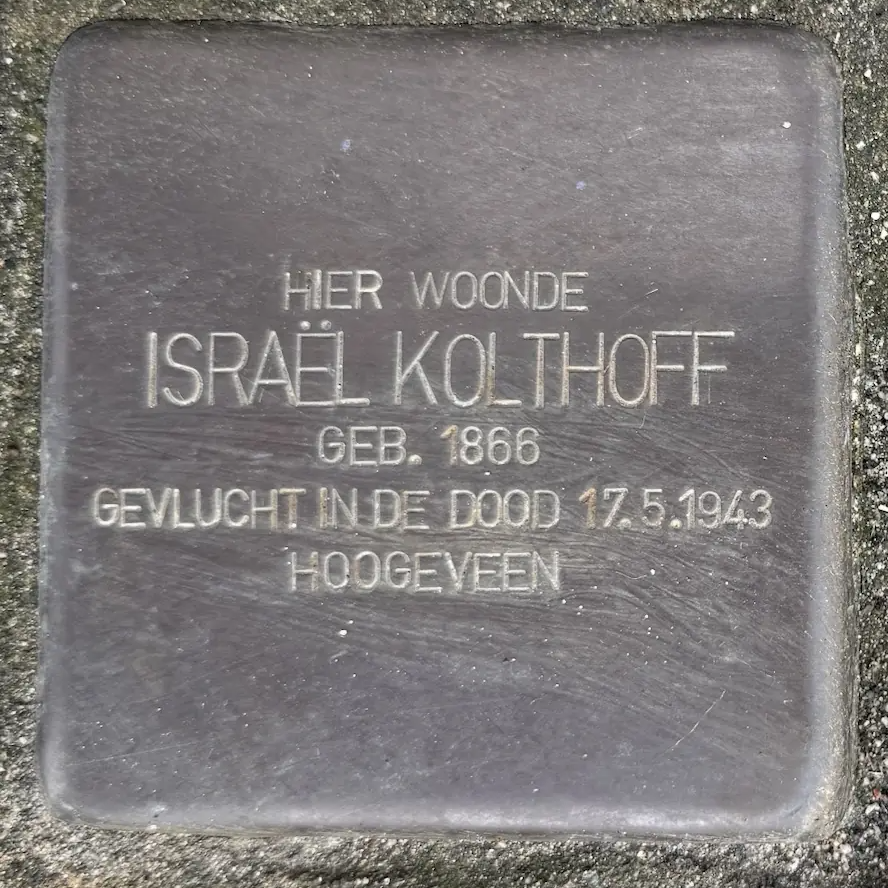 HIER WOONDE
ISRAËL KOLTHOFF
GEB. 1866
GEVLUCHT IN DE DOOD 17.5.1943
HOOGEVEEN